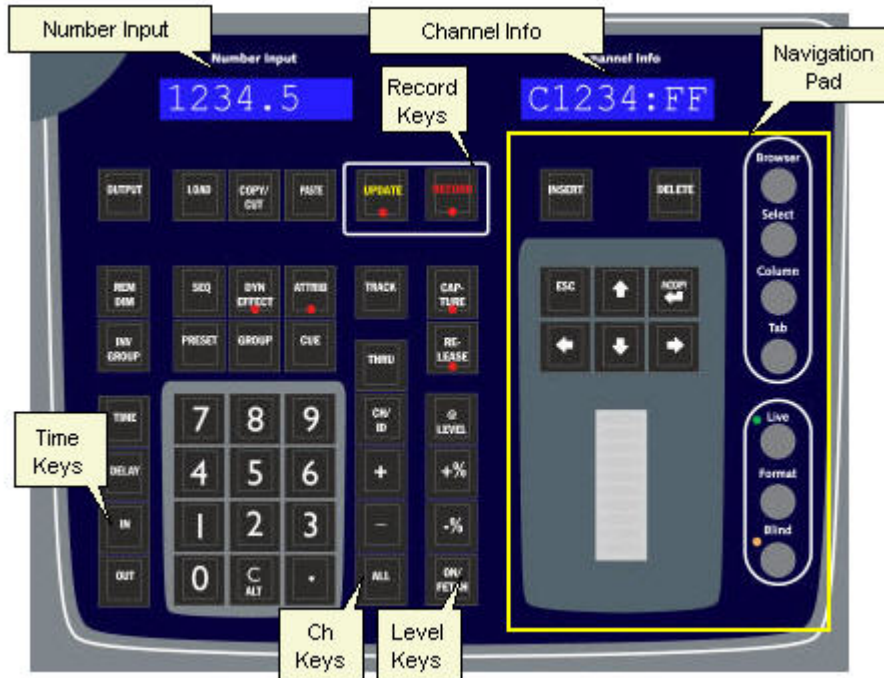 Number Input
Channel Info
Navigation
Pad
Number Input
hannel Info
1234.5
C1234:FF
Record
Keys
OUTPUT
LOAD
COPY/
CUT
PASTE
UPDATE
RECORD
INSERT
DELETE
Browser
Select
Column
Tab
REM
DIM
SEQ
DYN
EFFECT
ATTRIB
TRACK
CAP-
TURE
ESC
INV
GROUP
PRESET
GROUP
CUE
THRU
RE-
LEASE
Time
Keys
TIME
7
8
9
CH/
ID
@
LEVEL
Live
DELAY
4
5
6
+
+%
Format
IN
1
2
3
-
-%
Blind
OUT
0
C
ALT
.
ALL
ON/
Ch
Keys
Level
Keys